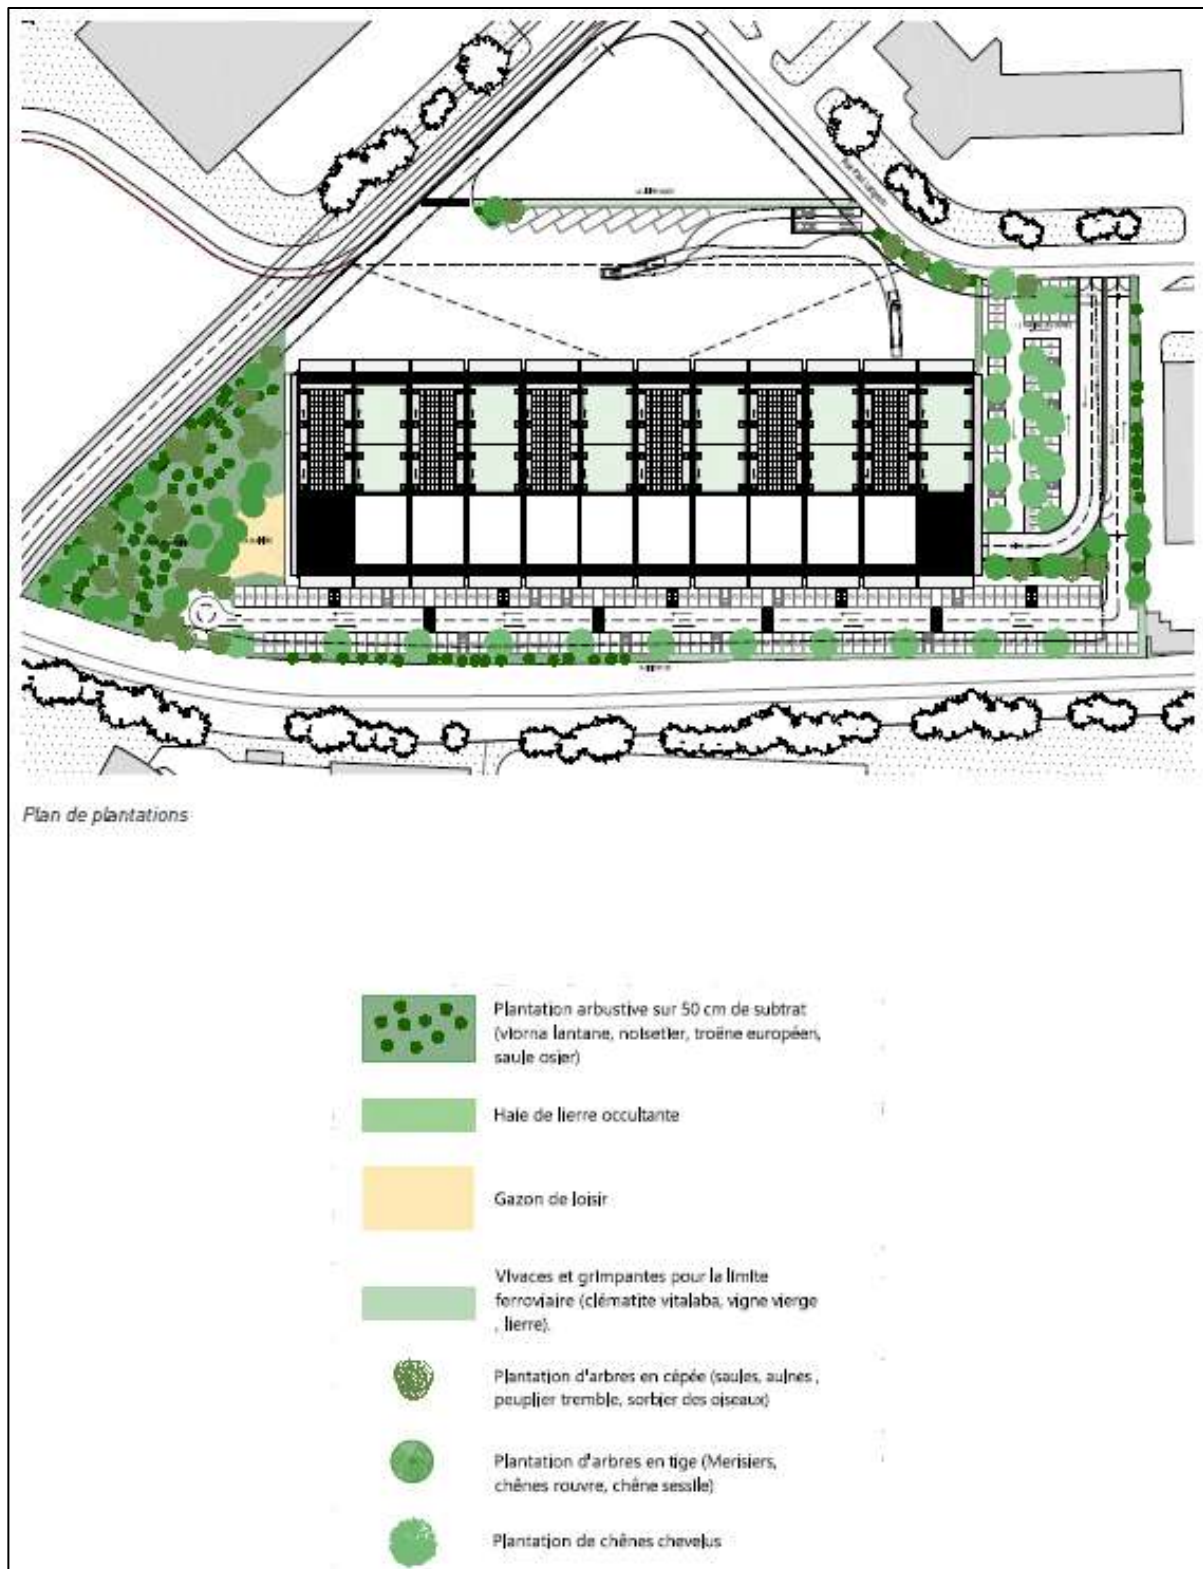 Rue Paul
Plan de plantations
Plantation arbustive sur 50 cm de subtrat
(viorna lantane, noisetier, troëne européen,
saule osier)
Haie de lierre occultante
Gazon de loisir
Vivaces et grimpantes pour la limite
ferroviaire (clématite vitalaba, vigne vierge
, lierre).
Plantation d'arbres en cépée (saules, aulnes ,
peuplier tremble, sorbier des oiseaux)
Plantation d'arbres en tige (Merisiers,
chênes rouvre, chêne sessile)
Plantation de chênes chevelus